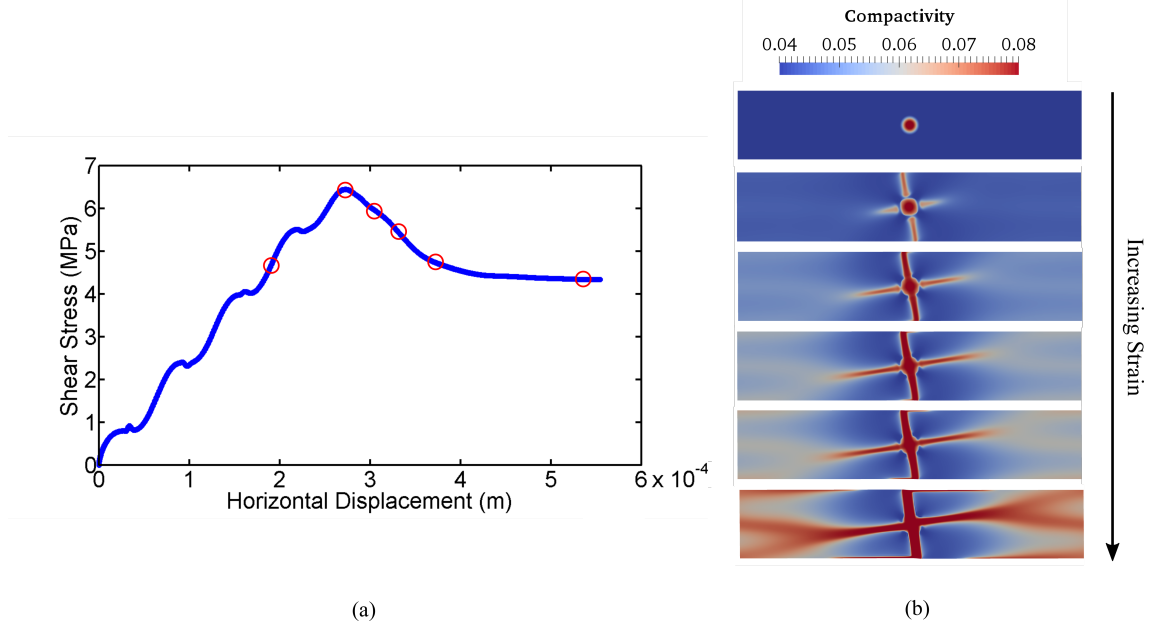 Compactivity
0.04 0.05 0.06 0.07 0.08
7
6
5
4
3
2
1
0
Shear Stress (MPa)
0 1 2 3 4 5 6 x 10⁻⁴
Horizontal Displacement (m)
Increasing Strain
(a)
(b)